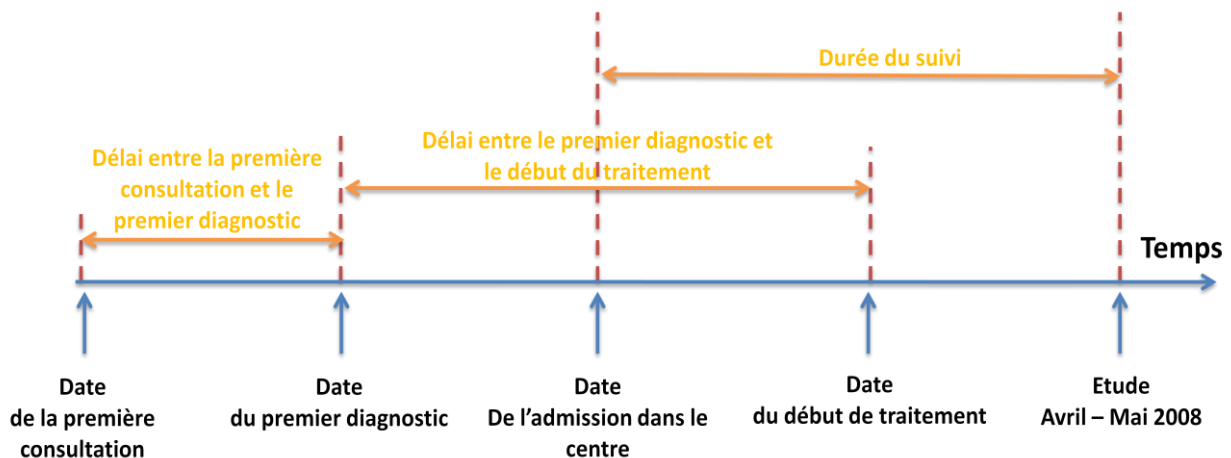 Durée du suivi
Délai entre le premier diagnostic et
le début du traitement
Délai entre la première
consultation et le
premier diagnostic
Temps
Date
de la première
consultation
Date
du premier diagnostic
Date
De l’admission dans le
centre
Date
du début de traitement
Etude
Avril – Mai 2008